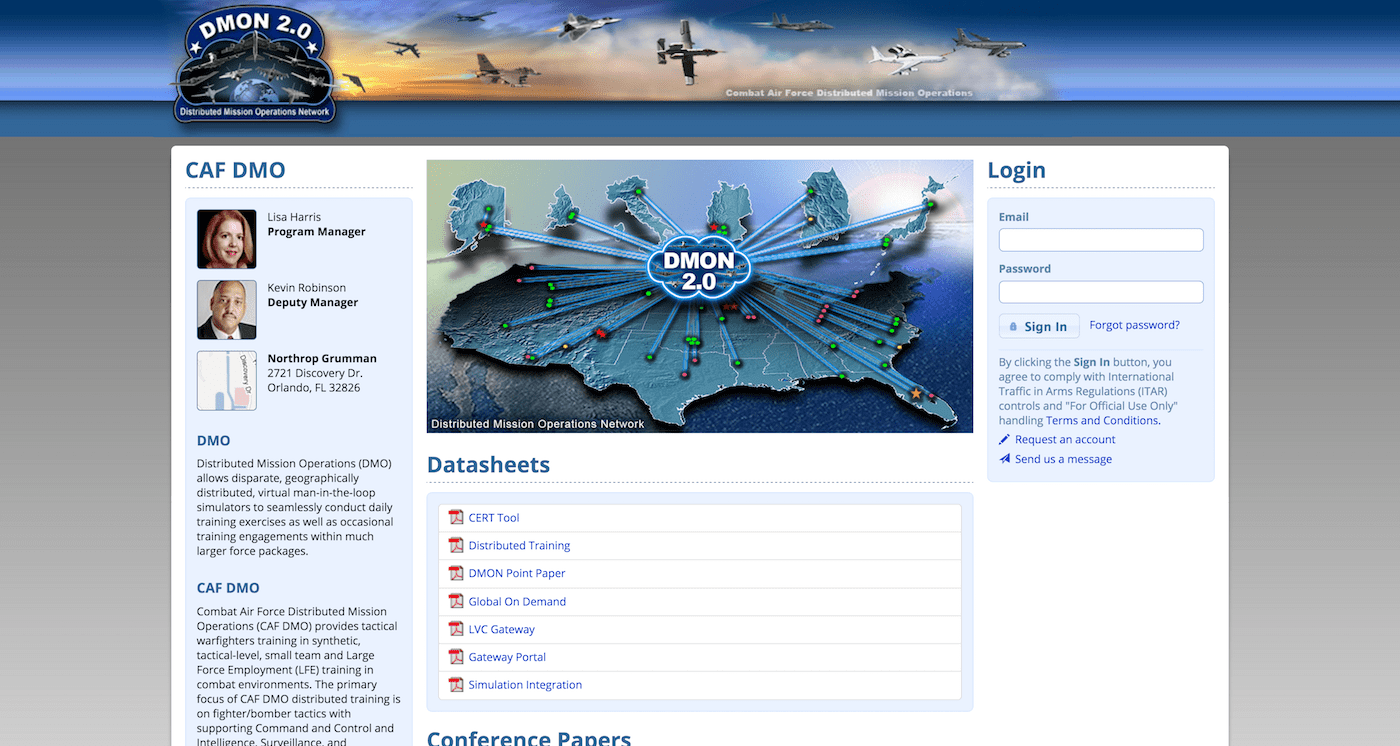 DMON 2.0
Distributed Mission Operations Network
Combat Air Force Distributed Mission Operations
CAF DMO
Lisa Harris
Program Manager
Kevin Robinson
Deputy Manager
Discovery Dr
Northrop Grumman
2721 Discovery Dr.
Orlando, FL 32826
DMO
Distributed Mission Operations (DMO)
allows disparate, geographically
distributed, virtual man-in-the-loop
simulators to seamlessly conduct daily
training exercises as well as occasional
training engagements within much
larger force packages.
CAF DMO
Combat Air Force Distributed Mission
Operations (CAF DMO) provides tactical
warfighters training in synthetic,
tactical-level, small team and Large
Force Employment (LFE) training in
combat environments. The primary
focus of CAF DMO distributed training is
on fighter/bomber tactics with
supporting Command and Control and
Intelligence, Surveillance, and
DMON
2.0
Distributed Mission Operations Network
Datasheets
CERT Tool
Distributed Training
DMON Point Paper
Global On Demand
LVC Gateway
Gateway Portal
Simulation Integration
Conference Papers
Login
Email
Password
Sign In
Forgot password?
By clicking the Sign In button, you
agree to comply with International
Traffic in Arms Regulations (ITAR)
controls and "For Official Use Only"
handling Terms and Conditions.
Request an account
Send us a message